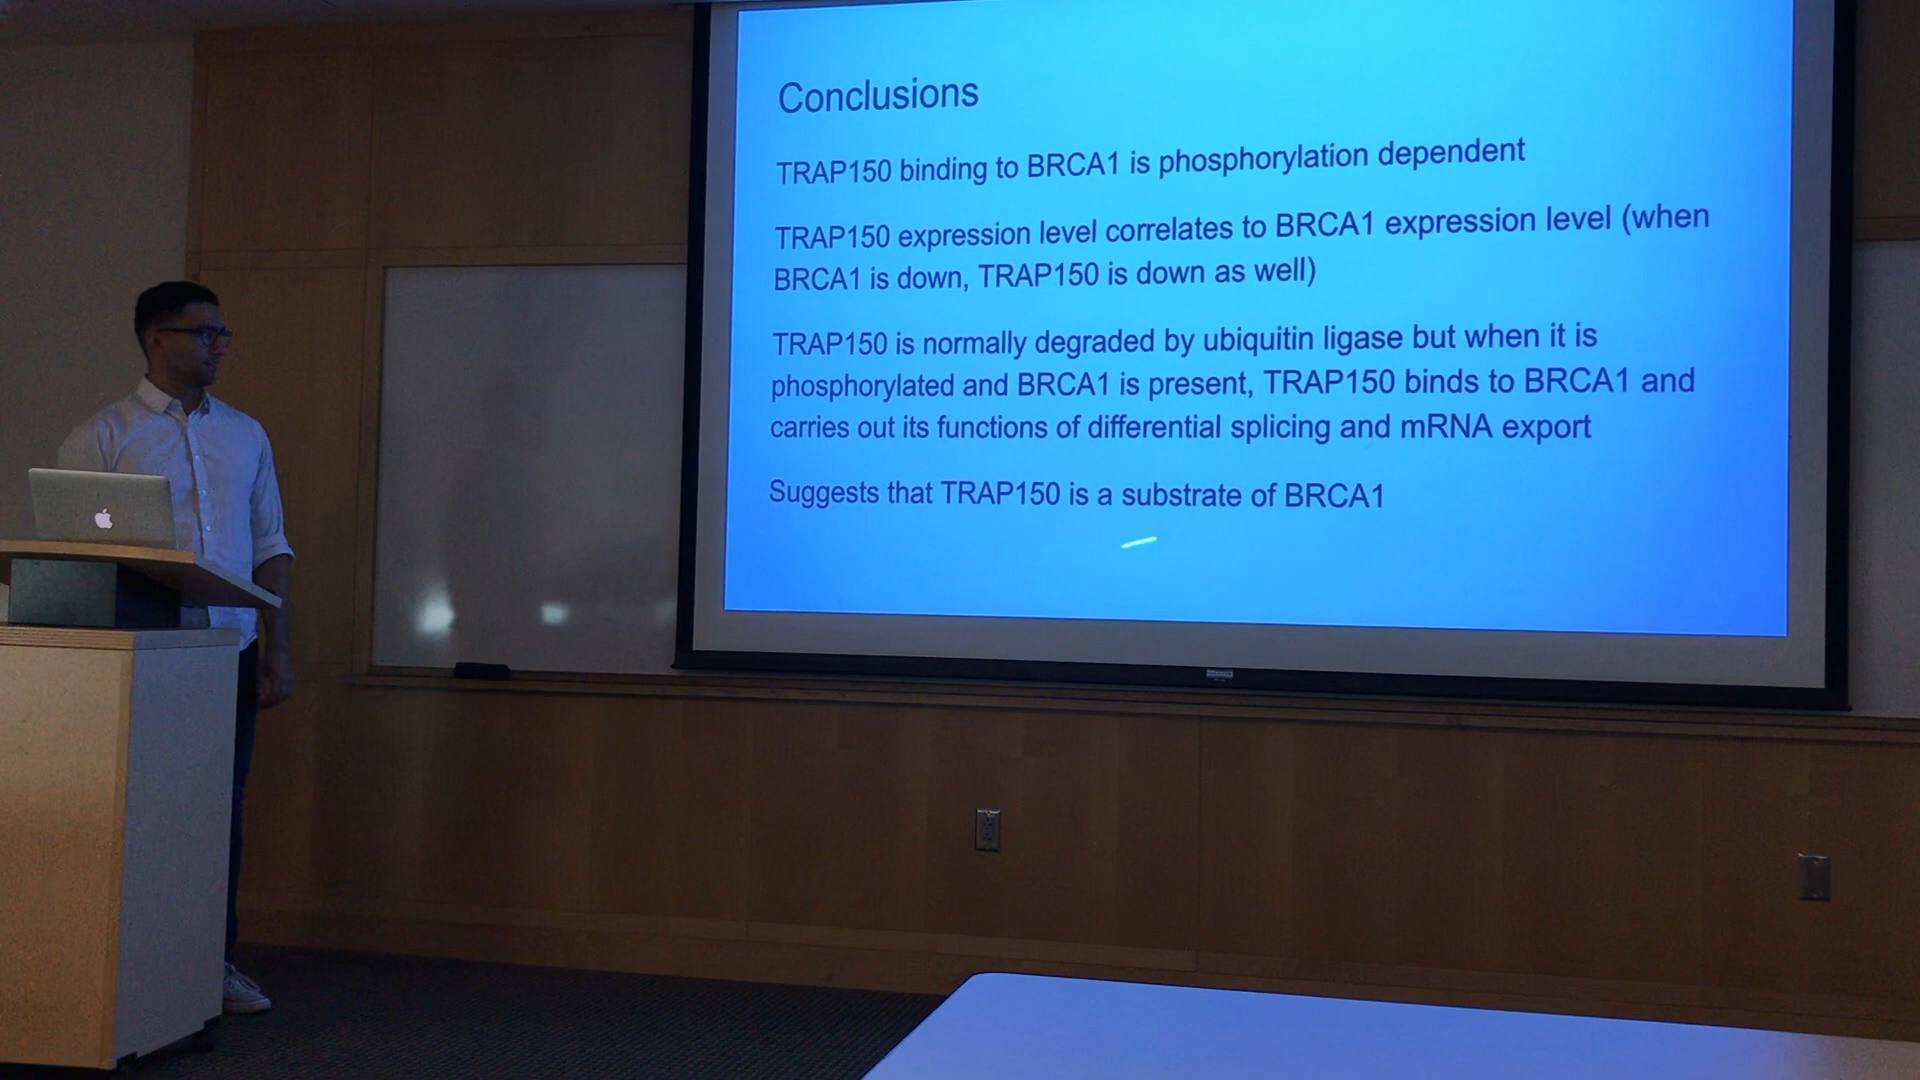 Conclusions
TRAP150 binding to BRCA1 is phosphorylation dependent
TRAP150 expression level correlates to BRCA1 expression level (when
BRCA1 is down, TRAP150 is down as well)
TRAP150 is normally degraded by ubiquitin ligase but when it is
phosphorylated and BRCA1 is present, TRAP150 binds to BRCA1 and
carries out its functions of differential splicing and mRNA export
Suggests that TRAP150 is a substrate of BRCA1